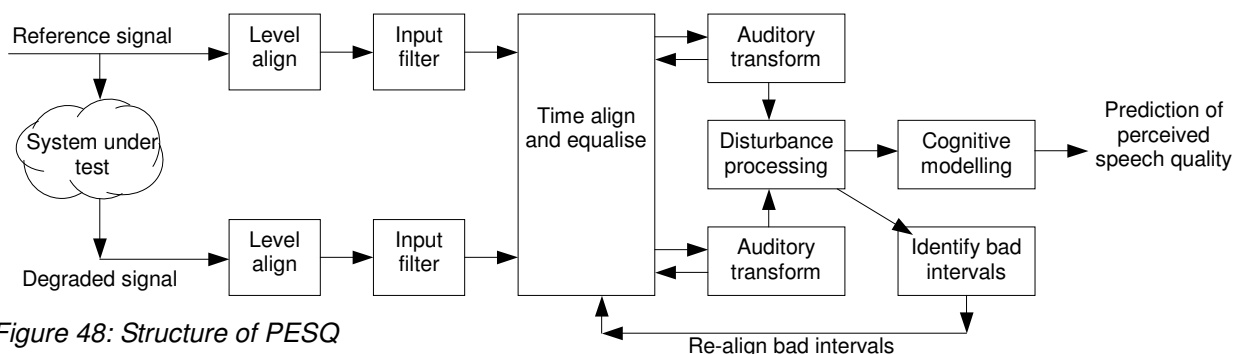 Reference signal
Level
align
Input
filter
Time align
and equalise
Auditory
transform
System under
test
Disturbance
processing
Cognitive
modelling
Prediction of
perceived
speech quality
Degraded signal
Level
align
Input
filter
Auditory
transform
Identify bad
intervals
Re-align bad intervals
Figure 48: Structure of PESQ